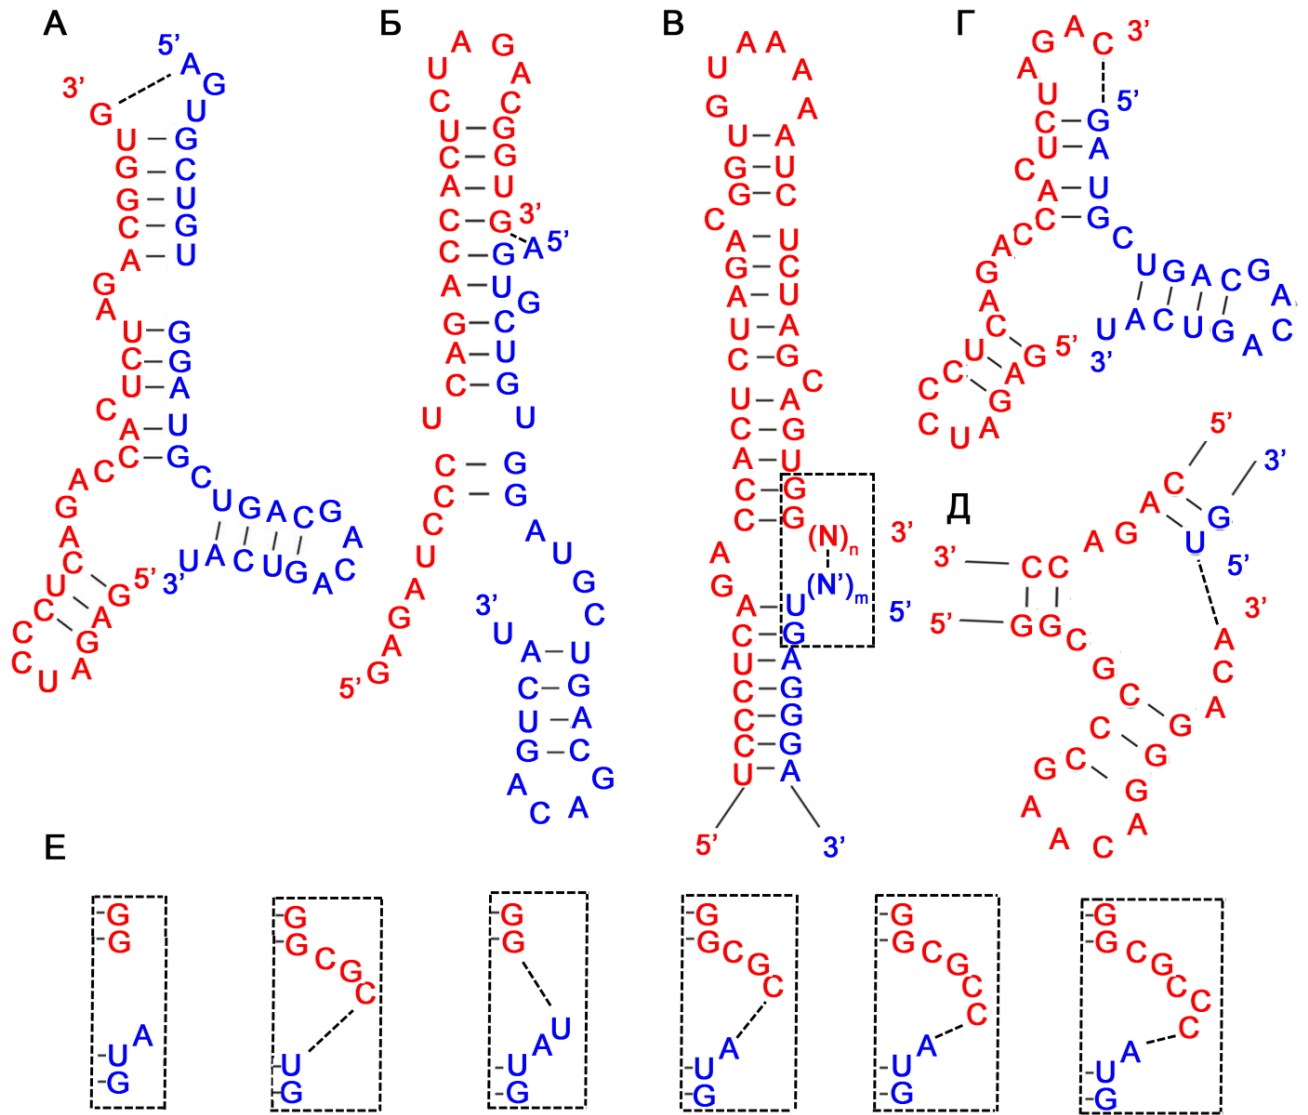 А
5’ A G U G C U G U
3’ G U G G C A G A U C U C A C C A G A C U C C C U A G A G 5’
G G A U G C U G A C G A C A G U C A U 3’
Б
A U C U C A C C A G A C U C C C U A G A G 5’
G A C G G U G 3’
A 5’
G U G C U G U G G A U G C U G A C G A C A G U C A U 3’
В
U G U G G C A G A U C U C A C C A G A C U C C C U 5’
A A A A A U C U C U A G C A G U G G
(N)n 3’
(N’)m 5’
U G A G G G A 3’
Г
3’ C A G A U C U C A C C A G A C U C C C U A G A G 5’
5’ G A U G C U G A C G A C A G U C A U 3’
Д
5’ C A G A C C 3’
3’ G U 5’
5’ G G C G C C C G A A C A G G G A C A 3’
Е
G G A U G
G G C G C U G
G G U A U G
G G C G C A U G
G G C G C C A U G
G G C G C C C A U G